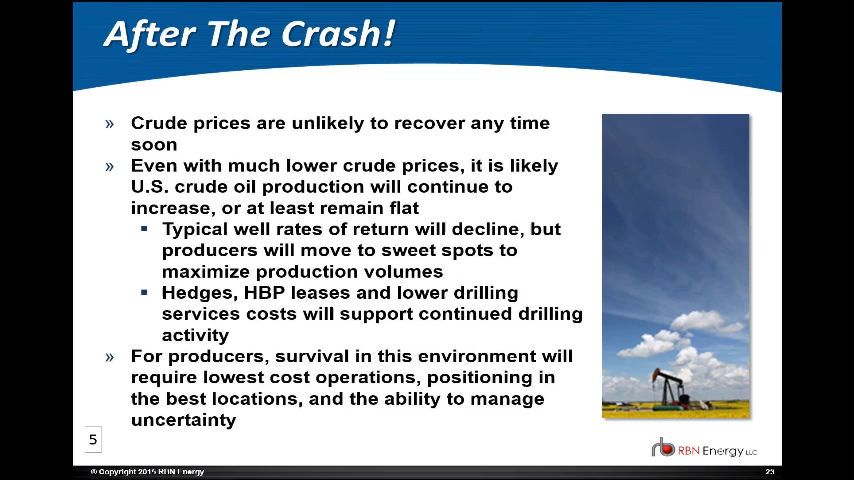 After The Crash!
» Crude prices are unlikely to recover any time
soon
» Even with much lower crude prices, it is likely
U.S. crude oil production will continue to
increase, or at least remain flat
▪ Typical well rates of return will decline, but
producers will move to sweet spots to
maximize production volumes
▪ Hedges, HBP leases and lower drilling
services costs will support continued drilling
activity
» For producers, survival in this environment will
require lowest cost operations, positioning in
the best locations, and the ability to manage
uncertainty
5
RBN Energy LLC
© Copyright 2015 RBN Energy
23